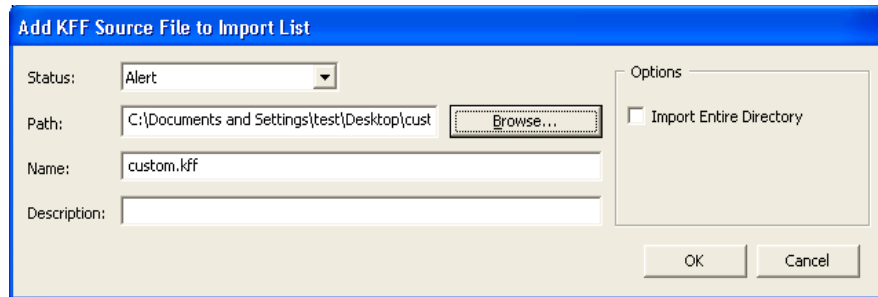 Add KFF Source File to Import List
Status:
Alert
Path:
C:\Documents and Settings\test\Desktop\cust
Browse...
Name:
custom.kff
Description:
Options
Import Entire Directory
OK
Cancel